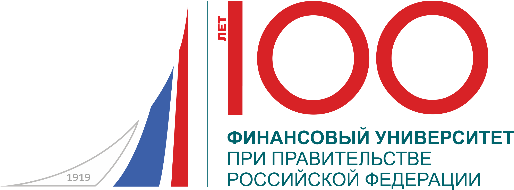 1919
ЛЕТ
100
ФИНАНСОВЫЙ УНИВЕРСИТЕТ
ПРИ ПРАВИТЕЛЬСТВЕ
РОССИЙСКОЙ ФЕДЕРАЦИИ